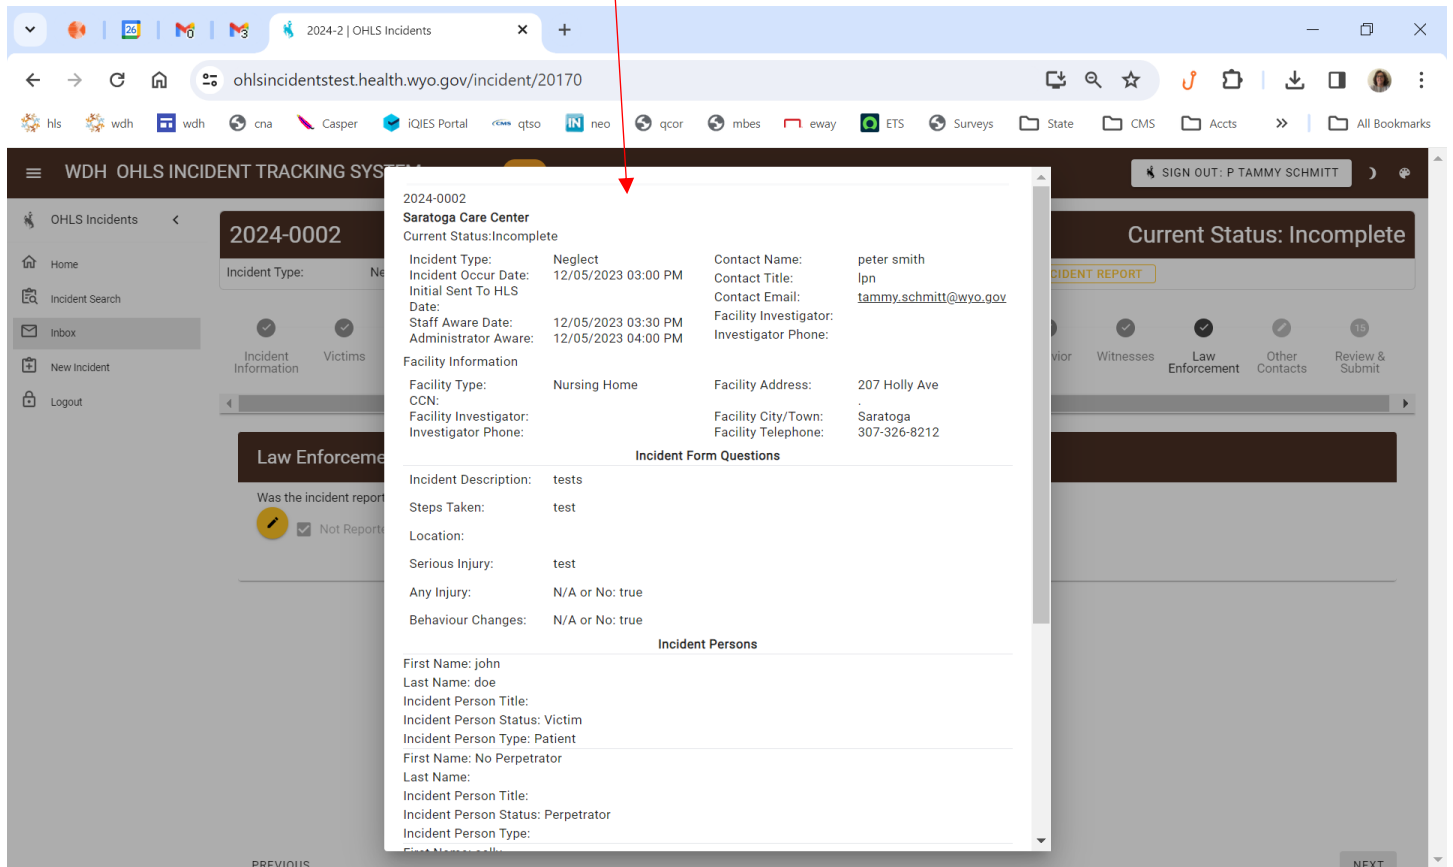 2024-2 | OHLS Incidents
ohlsincidentstest.health.wyo.gov/incident/20170
hls wdh wdh cna Casper iQIES Portal qtso neo qcor mbes eway ETS Surveys State CMS Accts All Bookmarks
WDH OHLS INCIDENT TRACKING SYSTEM
SIGN OUT: P TAMMY SCHMITT
OHLS Incidents
Home
Incident Search
Inbox
New Incident
Logout
2024-0002
Current Status: Incomplete
Incident Type: Ne
CIDENT REPORT
Incident Information
Victims
vior
Witnesses
Law Enforcement
Other Contacts
15
Review & Submit
Law Enforceme
Was the incident report
Not Reporte
2024-0002
Saratoga Care Center
Current Status:Incomplete
Incident Type: Neglect
Incident Occur Date: 12/05/2023 03:00 PM
Initial Sent To HLS
Date:
Staff Aware Date: 12/05/2023 03:30 PM
Administrator Aware: 12/05/2023 04:00 PM
Contact Name: peter smith
Contact Title: lpn
Contact Email: tammy.schmitt@wyo.gov
Facility Investigator:
Investigator Phone:
Facility Information
Facility Type: Nursing Home
CCN:
Facility Investigator:
Investigator Phone:
Facility Address: 207 Holly Ave
.
Facility City/Town: Saratoga
Facility Telephone: 307-326-8212
Incident Form Questions
Incident Description: tests
Steps Taken: test
Location:
Serious Injury: test
Any Injury: N/A or No: true
Behaviour Changes: N/A or No: true
Incident Persons
First Name: john
Last Name: doe
Incident Person Title:
Incident Person Status: Victim
Incident Person Type: Patient
First Name: No Perpetrator
Last Name:
Incident Person Title:
Incident Person Status: Perpetrator
Incident Person Type:
PREVIOUS
NEXT